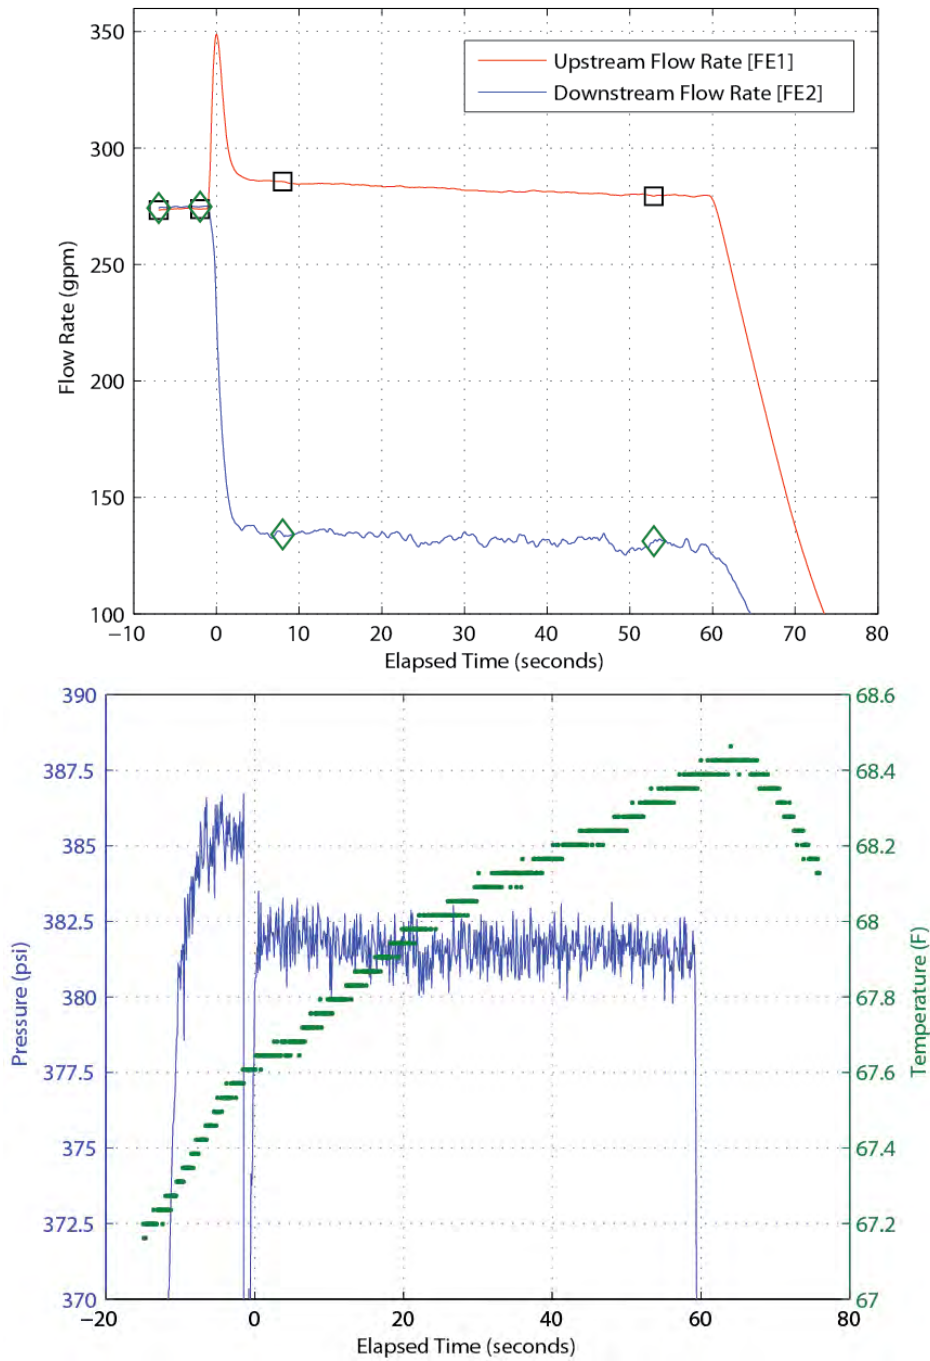 350
300
250
200
150
100
Flow Rate (gpm)
Upstream Flow Rate [FE1]
Downstream Flow Rate [FE2]
−10 0 10 20 30 40 50 60 70 80
Elapsed Time (seconds)
390
387.5
385
382.5
380
377.5
375
372.5
370
Pressure (psi)
68.6
68.4
68.2
68
67.8
67.6
67.4
67.2
67
Temperature (F)
−20 0 20 40 60 80
Elapsed Time (seconds)